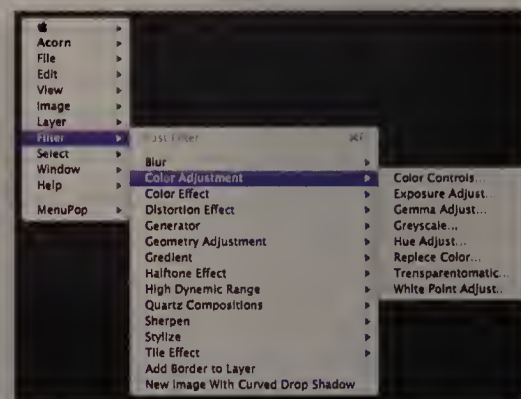 Acorn
File
Edit
View
Image
Layer
Filter
Select
Window
Help
MenuPop
Filter ⌘F
Blur
Color Adjustment
Color Effect
Distortion Effect
Generator
Geometry Adjustment
Gredient
Halftone Effect
High Dynamic Range
Quartz Compositions
Sherpen
Stylize
Tile Effect
Add Border to Layer
New Image With Curved Drop Shadow
Color Controls...
Exposure Adjust...
Gemma Adjust...
Greyscale...
Hue Adjust...
Replece Color...
Transparentomatic...
White Point Adjust..